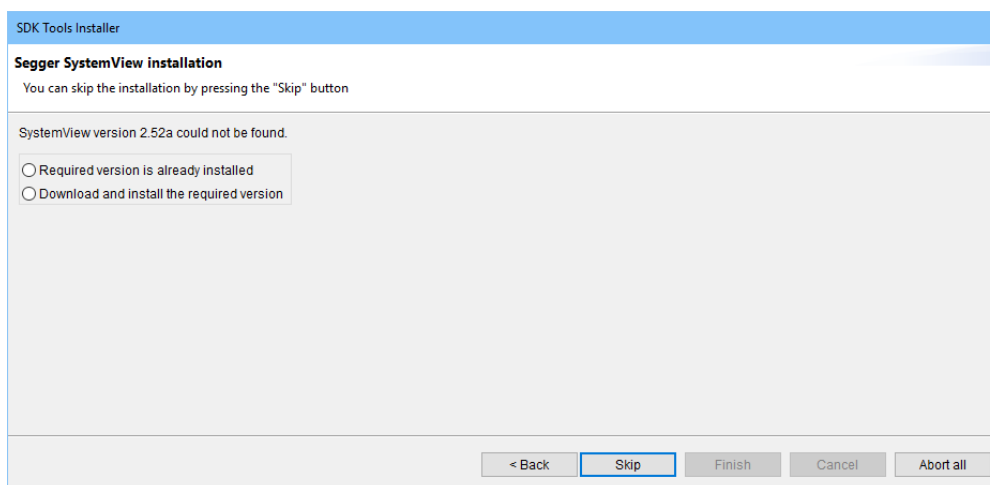 SDK Tools Installer
Segger SystemView installation
You can skip the installation by pressing the "Skip" button
SystemView version 2.52a could not be found.
Required version is already installed
Download and install the required version
< Back Skip Finish Cancel Abort all